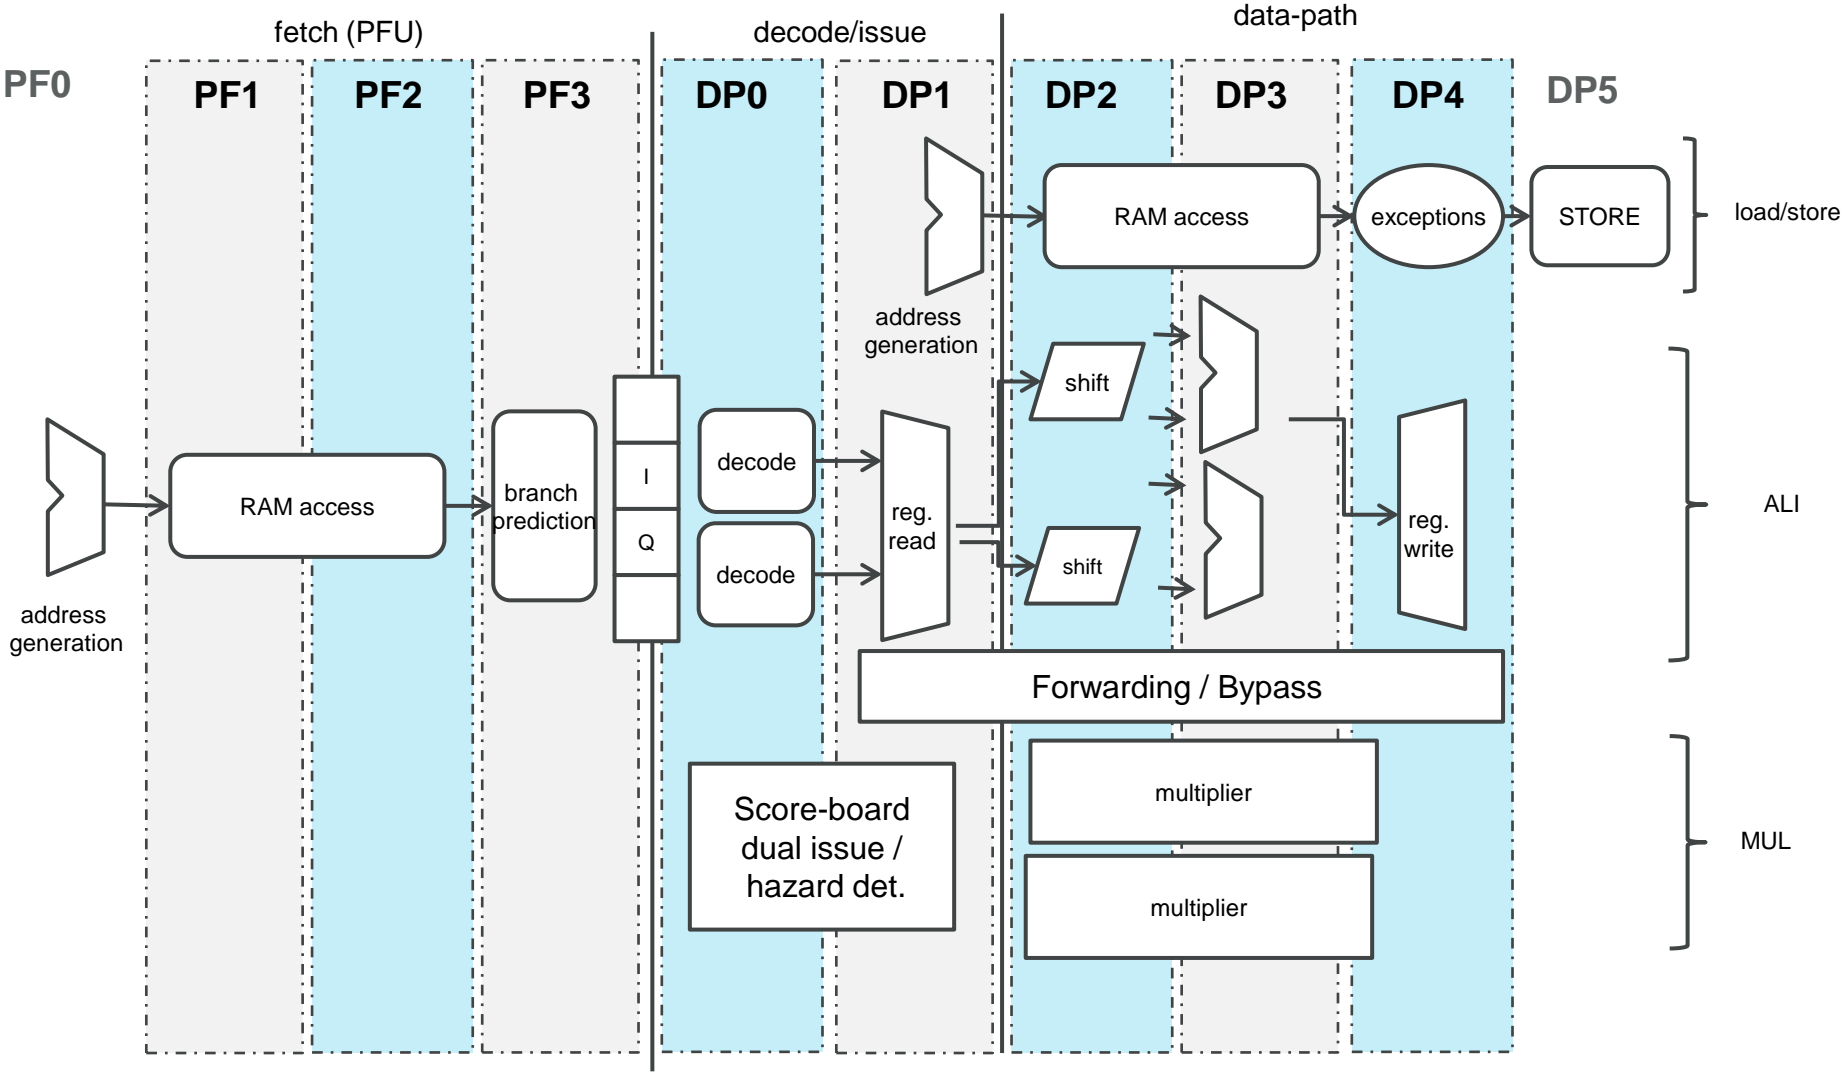 fetch (PFU)
decode/issue
data-path
PF0
PF1
PF2
PF3
DP0
DP1
DP2
DP3
DP4
DP5
RAM access
exceptions
STORE
load/store
address
generation
shift
decode
I
branch
prediction
RAM access
reg.
read
reg.
write
ALI
Q
decode
shift
address
generation
Forwarding / Bypass
Score-board
dual issue /
hazard det.
multiplier
MUL
multiplier